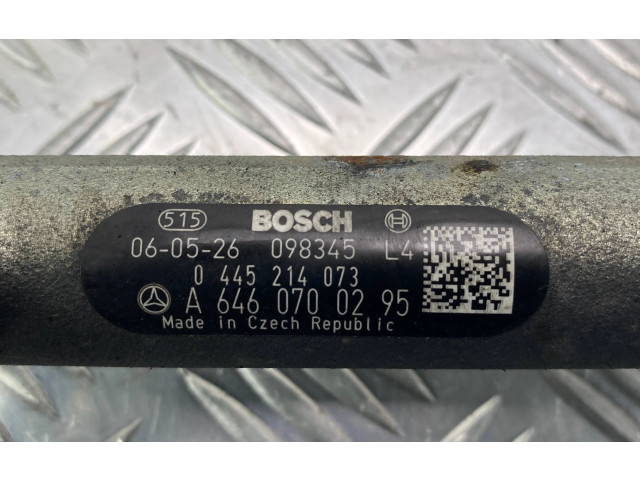 515 BOSCH
06-05-26 098345 L4
0 445 214 073
A 646 070 02 95
Made in Czech Republic